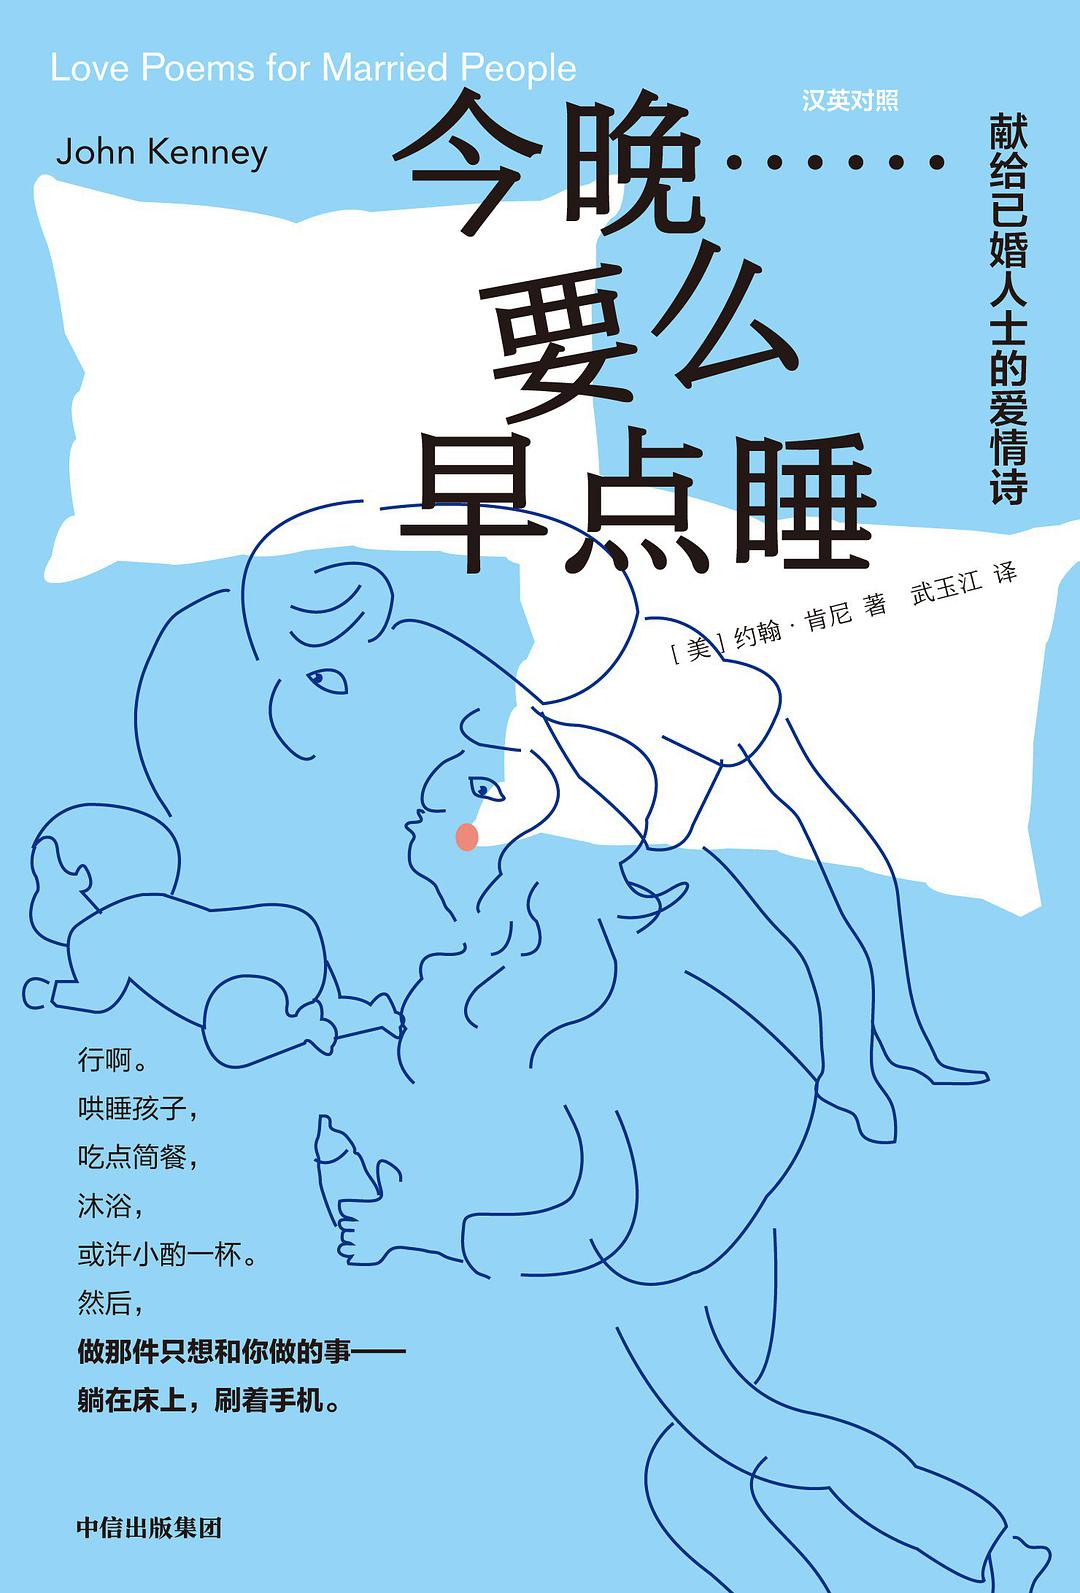 Love Poems for Married People
汉英对照
John Kenney
今晚······
要么
早点睡
献给已婚人士的爱情诗
［美］约翰·肯尼 著 武玉江 译
行啊。
哄睡孩子，
吃点简餐，
沐浴，
或许小酌一杯。
然后，
做那件只想和你做的事——
躺在床上，刷着手机。
中信出版集团